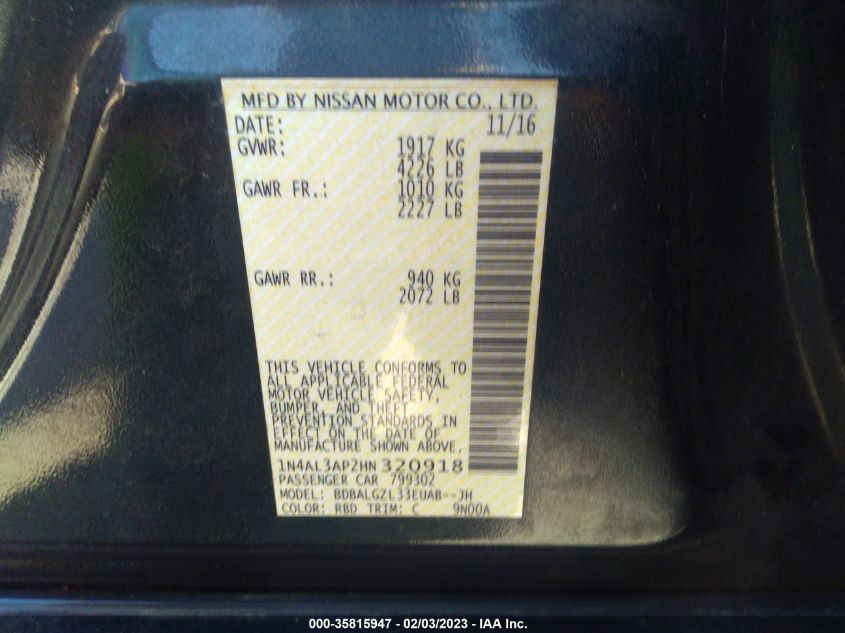 MFD BY NISSAN MOTOR CO., LTD.
DATE: 11/16
GVWR: 1917 KG
4226 LB
GAWR FR.: 1010 KG
2227 LB
GAWR RR.: 940 KG
2072 LB
THIS VEHICLE CONFORMS TO
ALL APPLICABLE FEDERAL
MOTOR VEHICLE SAFETY,
BUMPER, AND THEFT
PREVENTION STANDARDS IN
EFFECT ON THE DATE OF
MANUFACTURE SHOWN ABOVE.
1N4AL3AP2HN320918
PASSENGER CAR 799302
MODEL: BDBALGZL33EUAB--JH
COLOR: RBD TRIM: C 9N00A
000-35815947 - 02/03/2023 - IAA Inc.